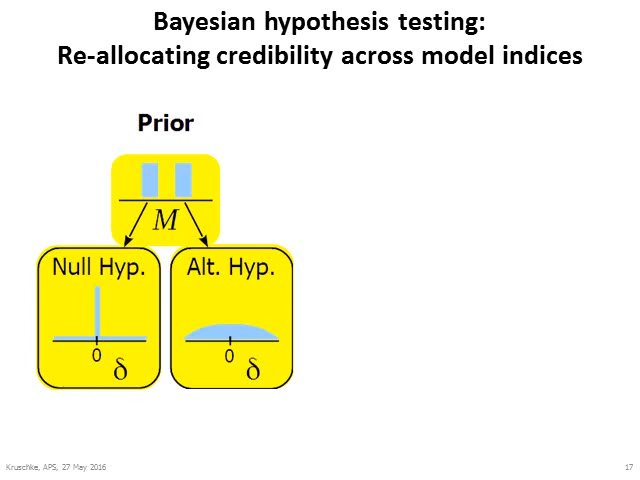 Bayesian hypothesis testing:
Re-allocating credibility across model indices
Prior
M
Null Hyp.
0
δ
Alt. Hyp.
0
δ
Kruschke, APS, 27 May 2016
17